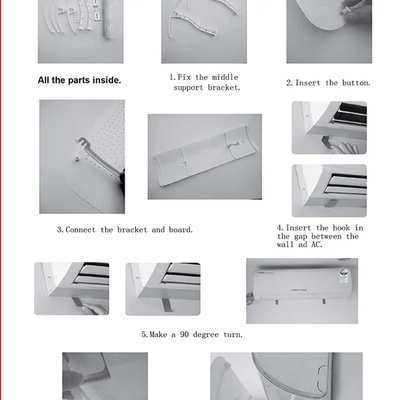 All the parts inside.
1.Fix the middle
support bracket.
2.Insert the button.
3.Connect the bracket and board.
4.Insert the hook in
the gap between the
wall ad AC.
5.Make a 90 degree turn.